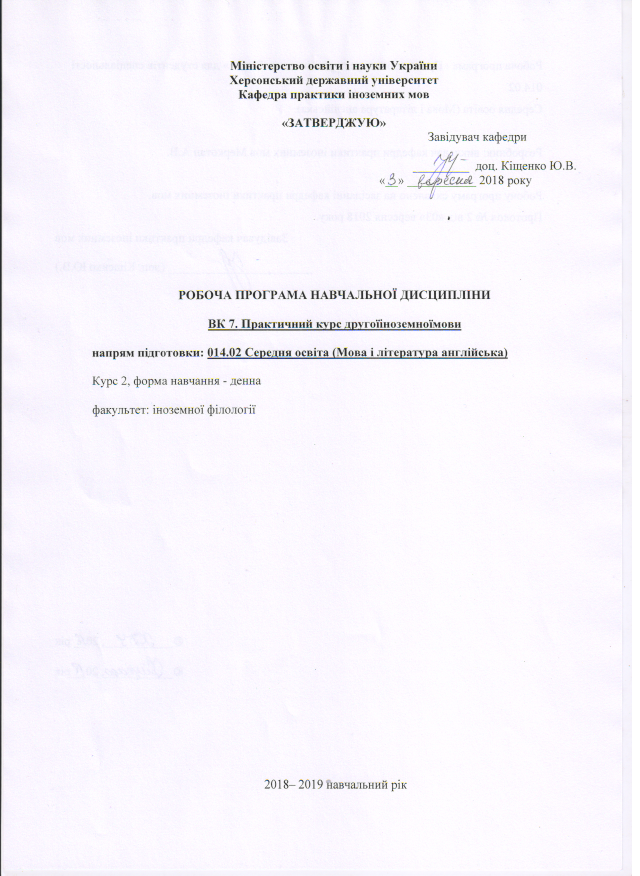 Міністерство освіти і науки України
Херсонський державний університет
Кафедра практики іноземних мов
«ЗАТВЕРДЖУЮ»
Завідувач кафедри
доц. Кіщенко Ю.В.
«3» вересня 2018 року
РОБОЧА ПРОГРАМА НАВЧАЛЬНОЇ ДИСЦИПЛІНИ
ВК 7. Практичний курс другоїіноземноїмови
напрям підготовки: 014.02 Середня освіта (Мова і література англійська)
Курс 2, форма навчання - денна
факультет: іноземної філології
2018– 2019 навчальний рік